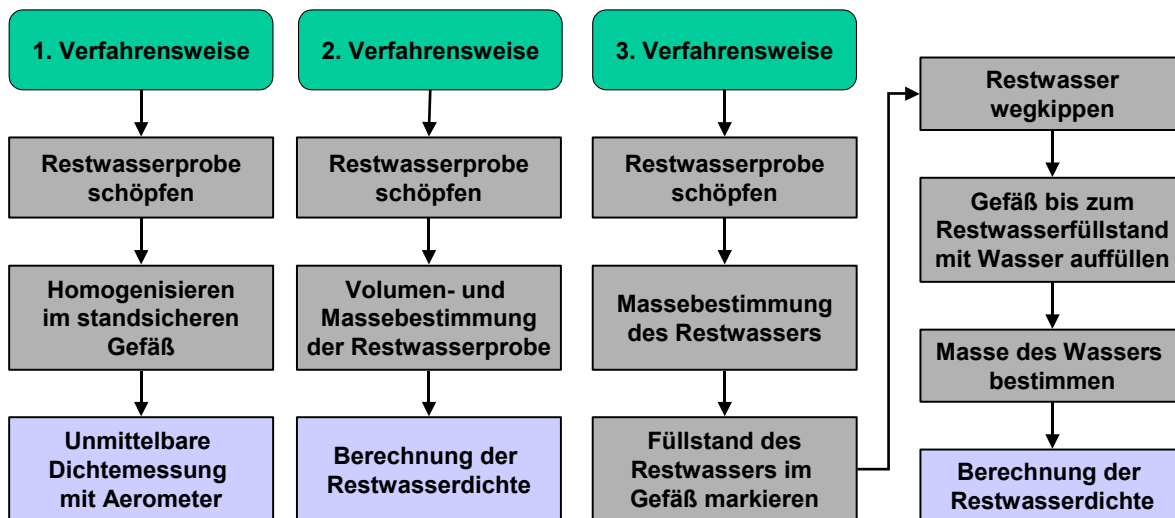 1. Verfahrensweise
Restwasserprobe
schöpfen
Homogenisieren
im standsicheren
Gefäß
Unmittelbare
Dichtemessung
mit Aerometer
2. Verfahrensweise
Restwasserprobe
schöpfen
Volumen- und
Massebestimmung
der Restwasserprobe
Berechnung der
Restwasserdichte
3. Verfahrensweise
Restwasserprobe
schöpfen
Massebestimmung
des Restwassers
Füllstand des
Restwassers im
Gefäß markieren
Restwasser
wegkippen
Gefäß bis zum
Restwasserfüllstand
mit Wasser auffüllen
Masse des Wassers
bestimmen
Berechnung der
Restwasserdichte